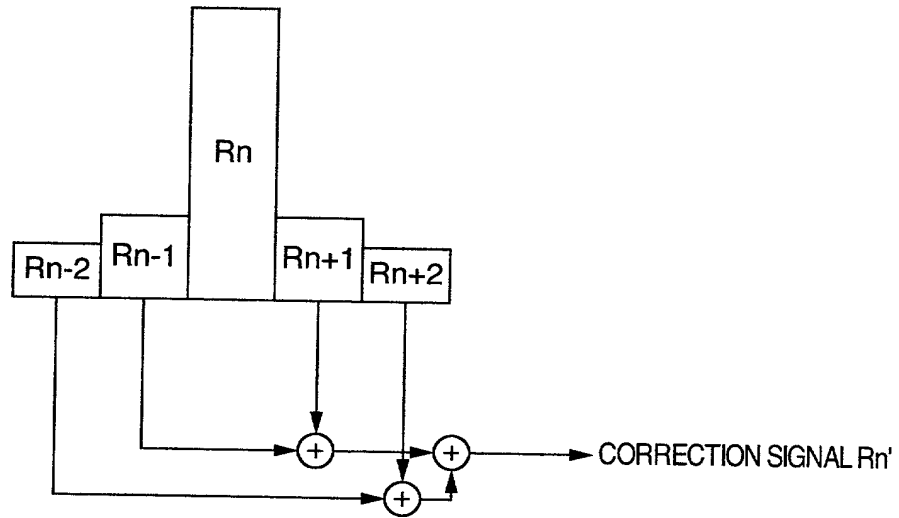 Rn
Rn-2
Rn-1
Rn+1
Rn+2
+
+
+
CORRECTION SIGNAL Rn'